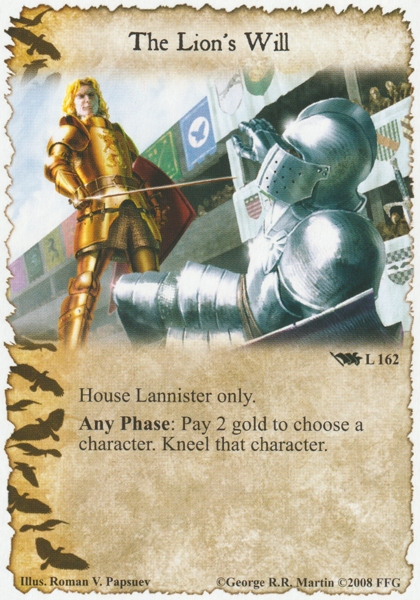 The Lion's Will
L 162
House Lannister only.
Any Phase: Pay 2 gold to choose a
character. Kneel that character.
Illus. Roman V. Papsuev
©George R.R. Martin ©2008 FFG